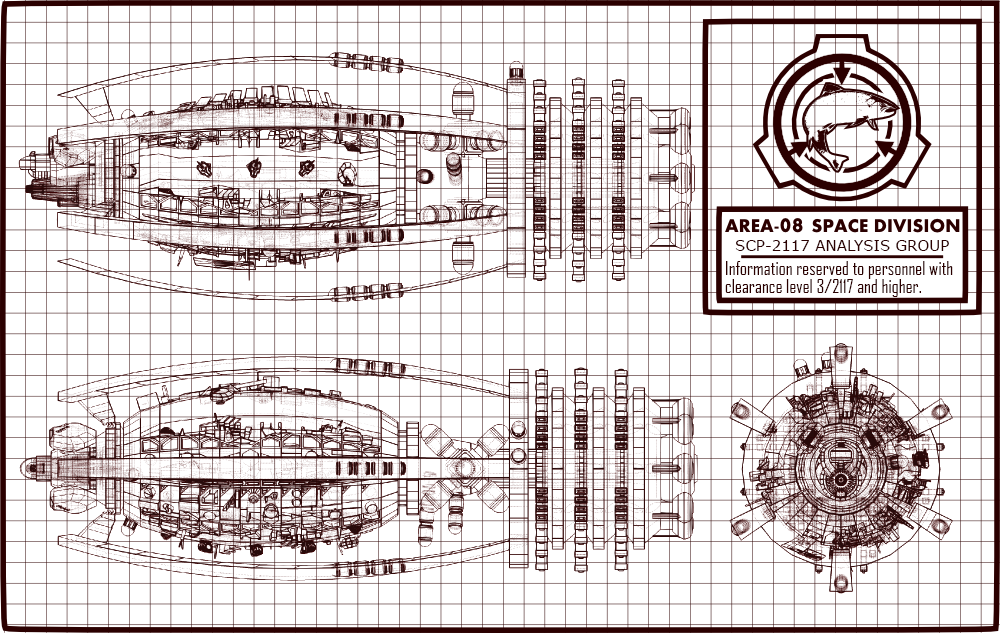 AREA-08 SPACE DIVISION
SCP-2117 ANALYSIS GROUP
Information reserved to personnel with
clearance level 3/2117 and higher.